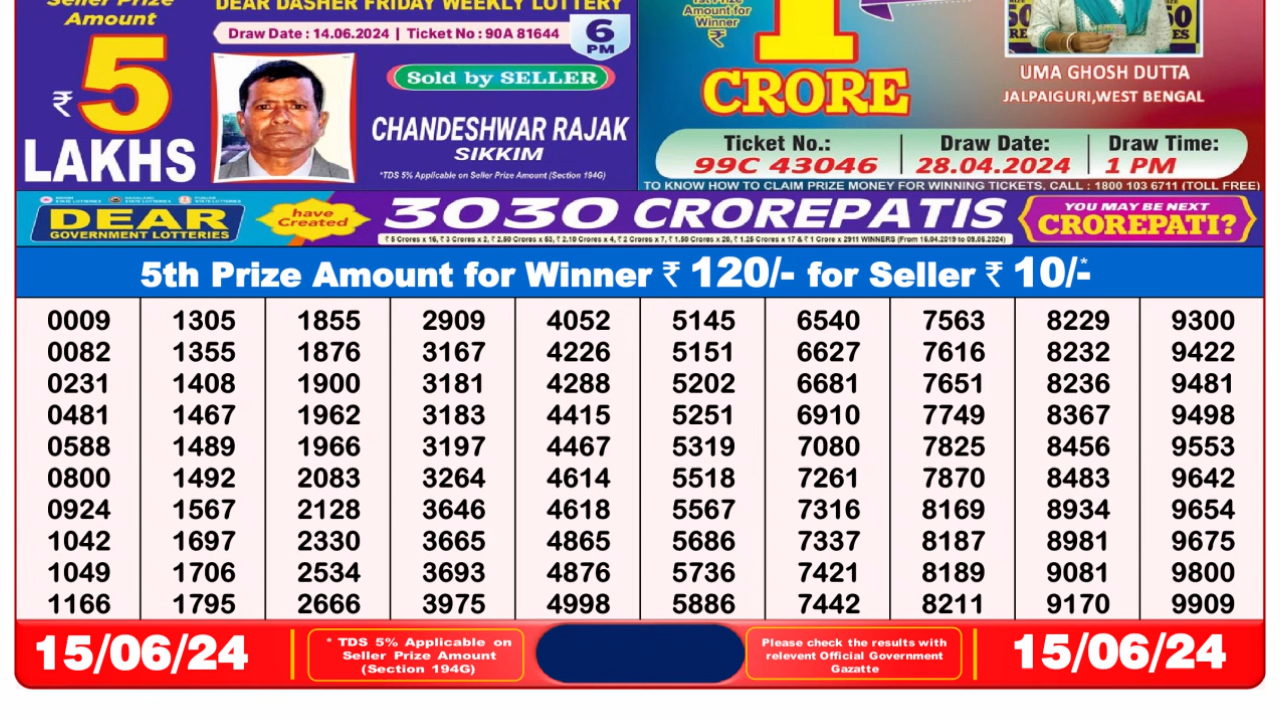 Seller Prize
Amount
₹ 5
LAKHS
DEAR DASHER FRIDAY WEEKLY LOTTERY
Draw Date : 14.06.2024 | Ticket No : 90A 81644
6
PM
Sold by SELLER
CHANDESHWAR RAJAK
SIKKIM
*TDS 5% Applicable on Seller Prize Amount (Section 194G)
Amount for
Winner
₹
1
CRORE
50
50
UMA GHOSH DUTTA
JALPAIGURI,WEST BENGAL
Ticket No.: Draw Date: Draw Time:
99C 43046 28.04.2024 1 PM
TO KNOW HOW TO CLAIM PRIZE MONEY FOR WINNING TICKETS, CALL : 1800 103 6711 (TOLL FREE)
DEAR
GOVERNMENT LOTTERIES
have
Created
3030 CROREPATIS
YOU MAY BE NEXT
CROREPATI?
5th Prize Amount for Winner ₹ 120/- for Seller ₹ 10/-*
0009 1305 1855 2909 4052 5145 6540 7563 8229 9300
0082 1355 1876 3167 4226 5151 6627 7616 8232 9422
0231 1408 1900 3181 4288 5202 6681 7651 8236 9481
0481 1467 1962 3183 4415 5251 6910 7749 8367 9498
0588 1489 1966 3197 4467 5319 7080 7825 8456 9553
0800 1492 2083 3264 4614 5518 7261 7870 8483 9642
0924 1567 2128 3646 4618 5567 7316 8169 8934 9654
1042 1697 2330 3665 4865 5686 7337 8187 8981 9675
1049 1706 2534 3693 4876 5736 7421 8189 9081 9800
1166 1795 2666 3975 4998 5886 7442 8211 9170 9909
15/06/24
* TDS 5% Applicable on
Seller Prize Amount
(Section 194G)
Please check the results with
relevent Official Government
Gazatte
15/06/24